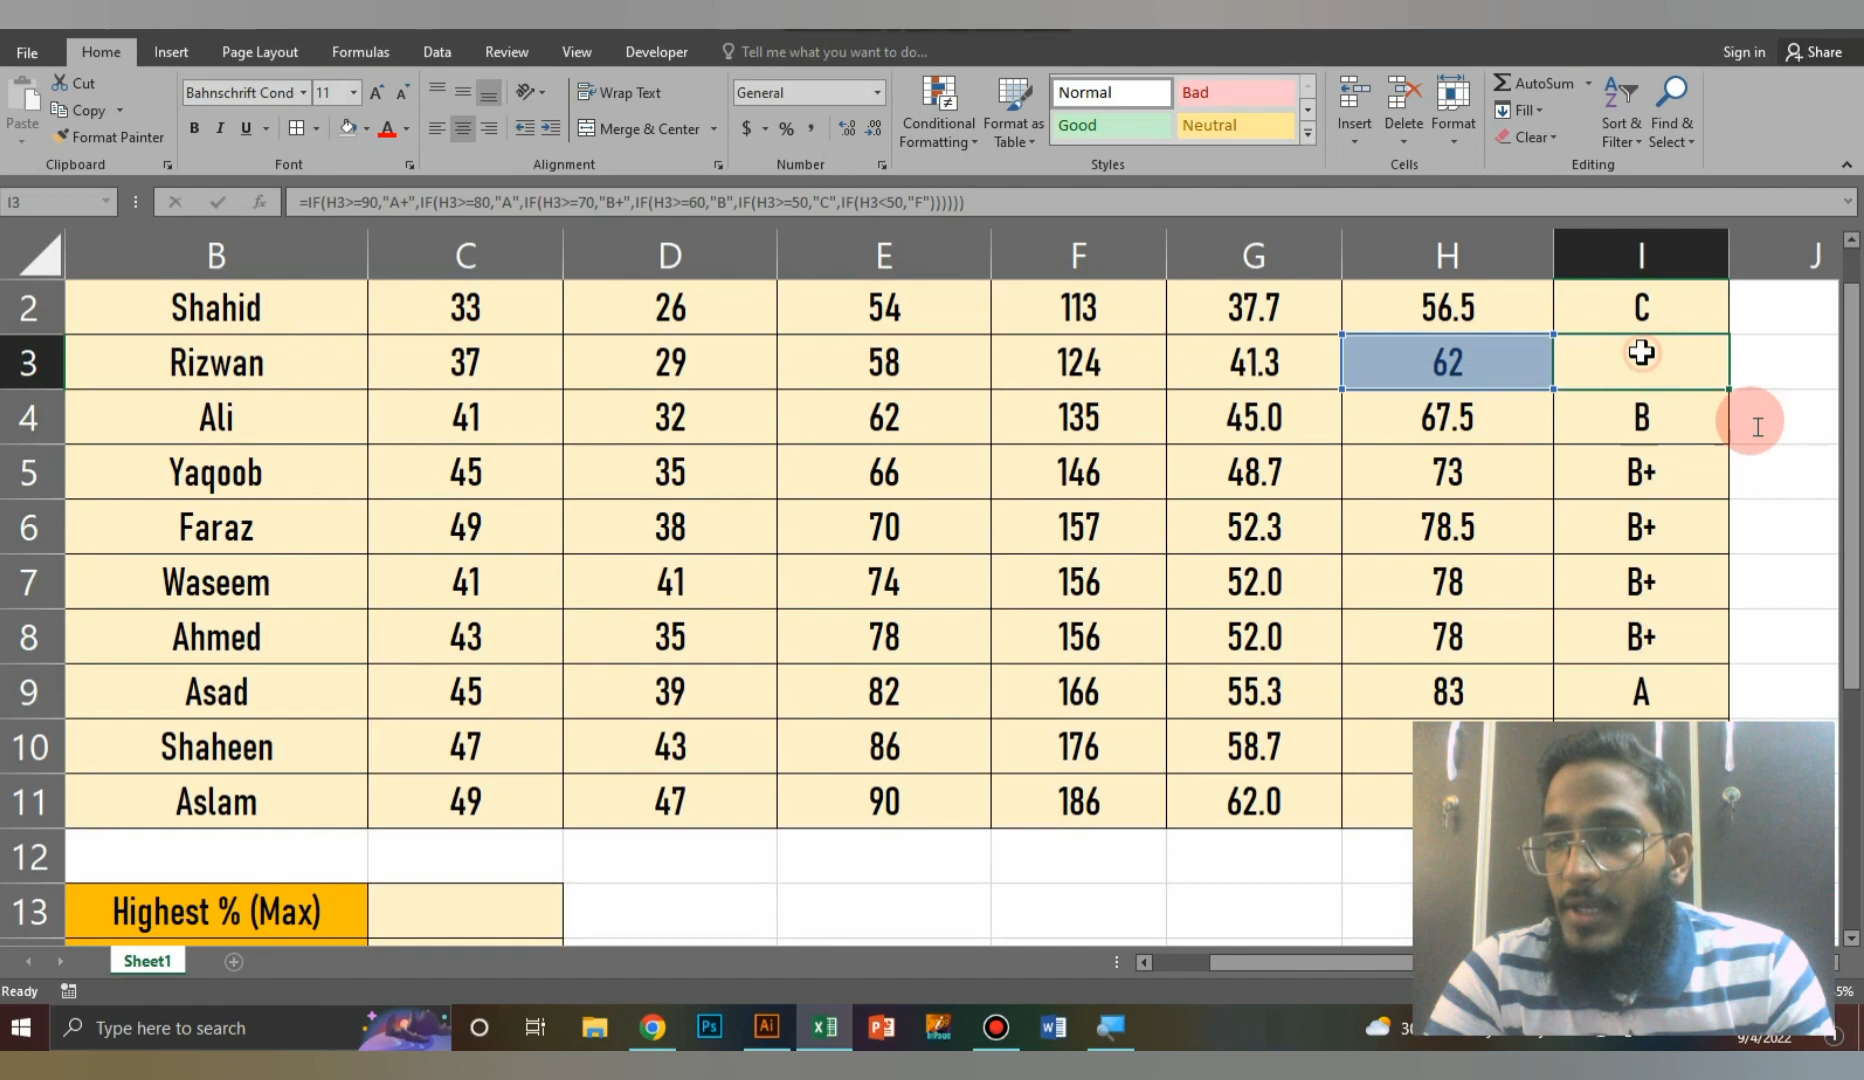 File Home Insert Page Layout Formulas Data Review View Developer Tell me what you want to do... Sign in Share
Paste Cut Bahnschrift Cond 11 Wrap Text General Normal Bad AutoSum
Copy Conditional Formatting Format as Table Insert Delete Format Fill Sort & Filter Find & Select
Format Painter B I U A Merge & Center $ % , Good Neutral Clear
Clipboard Font Alignment Number Styles Cells Editing
I3 fx =IF(H3>=90,"A+",IF(H3>=80,"A",IF(H3>=70,"B+",IF(H3>=60,"B",IF(H3>=50,"C",IF(H3<50,"F"))))))
B C D E F G H I J
2 Shahid 33 26 54 113 37.7 56.5 C
3 Rizwan 37 29 58 124 41.3 62
4 Ali 41 32 62 135 45.0 67.5 B
5 Yaqoob 45 35 66 146 48.7 73 B+
6 Faraz 49 38 70 157 52.3 78.5 B+
7 Waseem 41 41 74 156 52.0 78 B+
8 Ahmed 43 35 78 156 52.0 78 B+
9 Asad 45 39 82 166 55.3 83 A
10 Shaheen 47 43 86 176 58.7
11 Aslam 49 47 90 186 62.0
12
13 Highest % (Max)
Sheet1
Ready 5%
Type here to search Ps Ai
9/4/2022